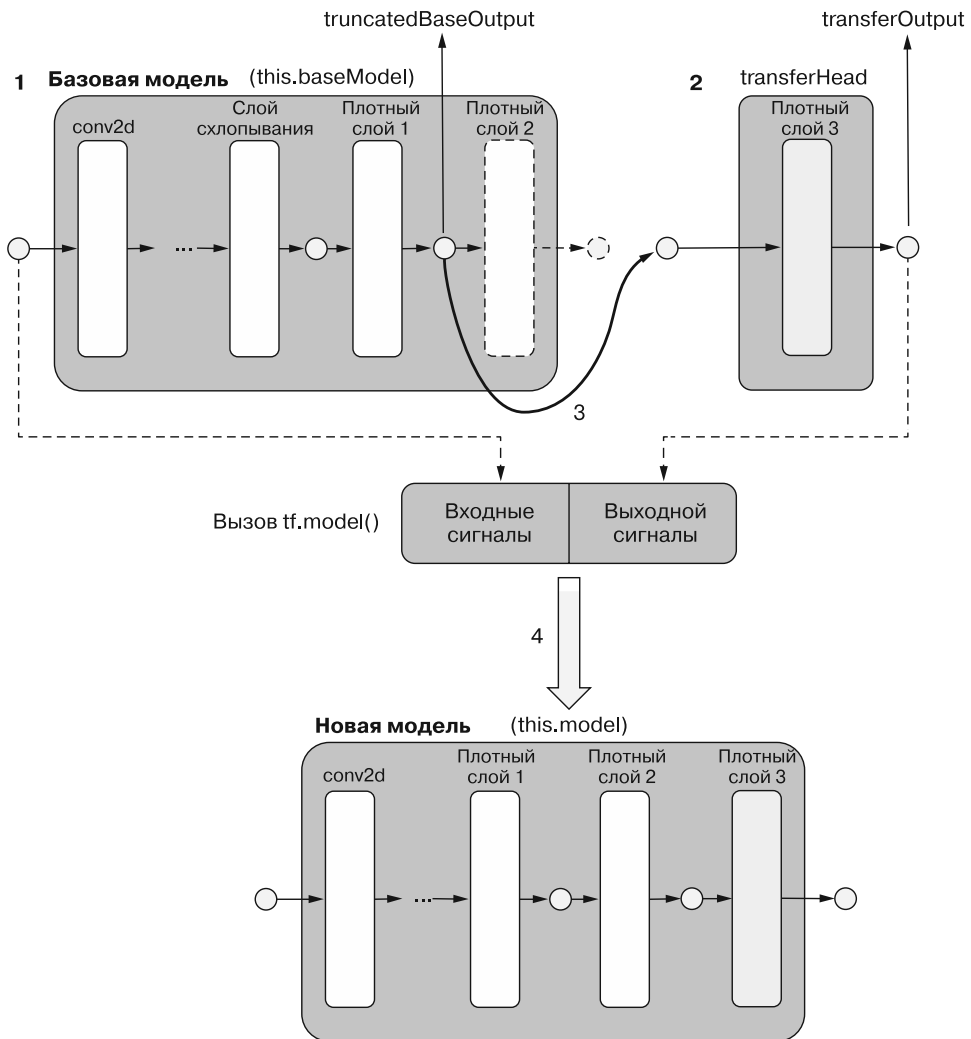 truncatedBaseOutput
transferOutput
1 Базовая модель (this.baseModel)
2 transferHead
conv2d
Слой
схлопывания
Плотный
слой 1
Плотный
слой 2
Плотный
слой 3
...
3
Вызов tf.model()
Входные
сигналы
Выходной
сигналы
4
Новая модель (this.model)
conv2d
Плотный
слой 1
Плотный
слой 2
Плотный
слой 3
...